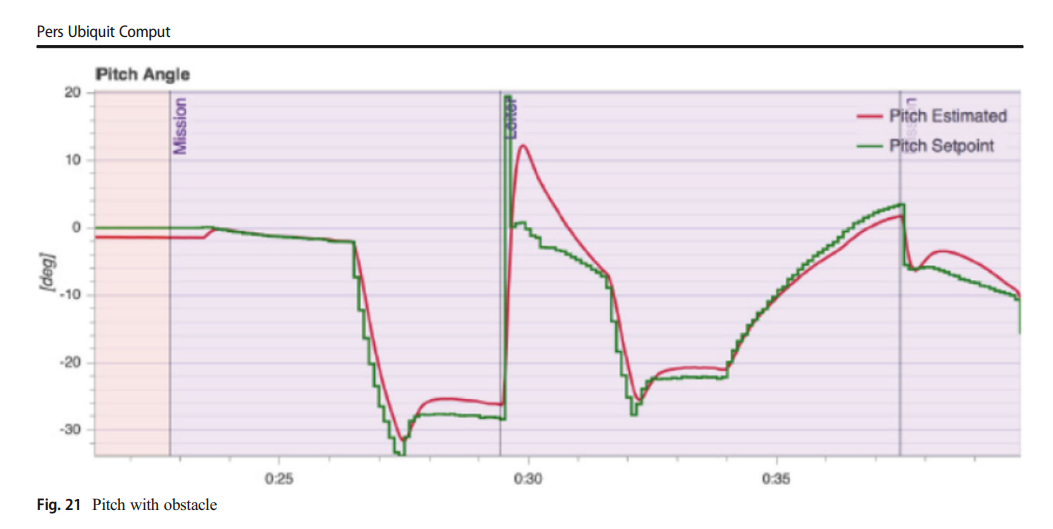 Pers Ubiquit Comput
Pitch Angle
20
10
0
-10
-20
-30
[deg]
Mission
Loiter
Pitch Estimated
Pitch Setpoint
0:25
0:30
0:35
Fig. 21 Pitch with obstacle